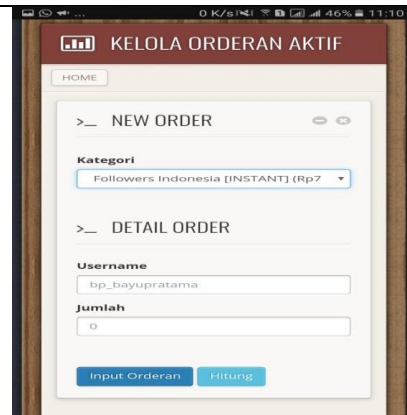 ... 0 K/s 46% 11:10
KELOLA ORDERAN AKTIF
HOME
>_ NEW ORDER
Kategori
Followers Indonesia [INSTANT] (Rp7
>_ DETAIL ORDER
Username
bp_bayupratama
Jumlah
0
Input Orderan Hitung